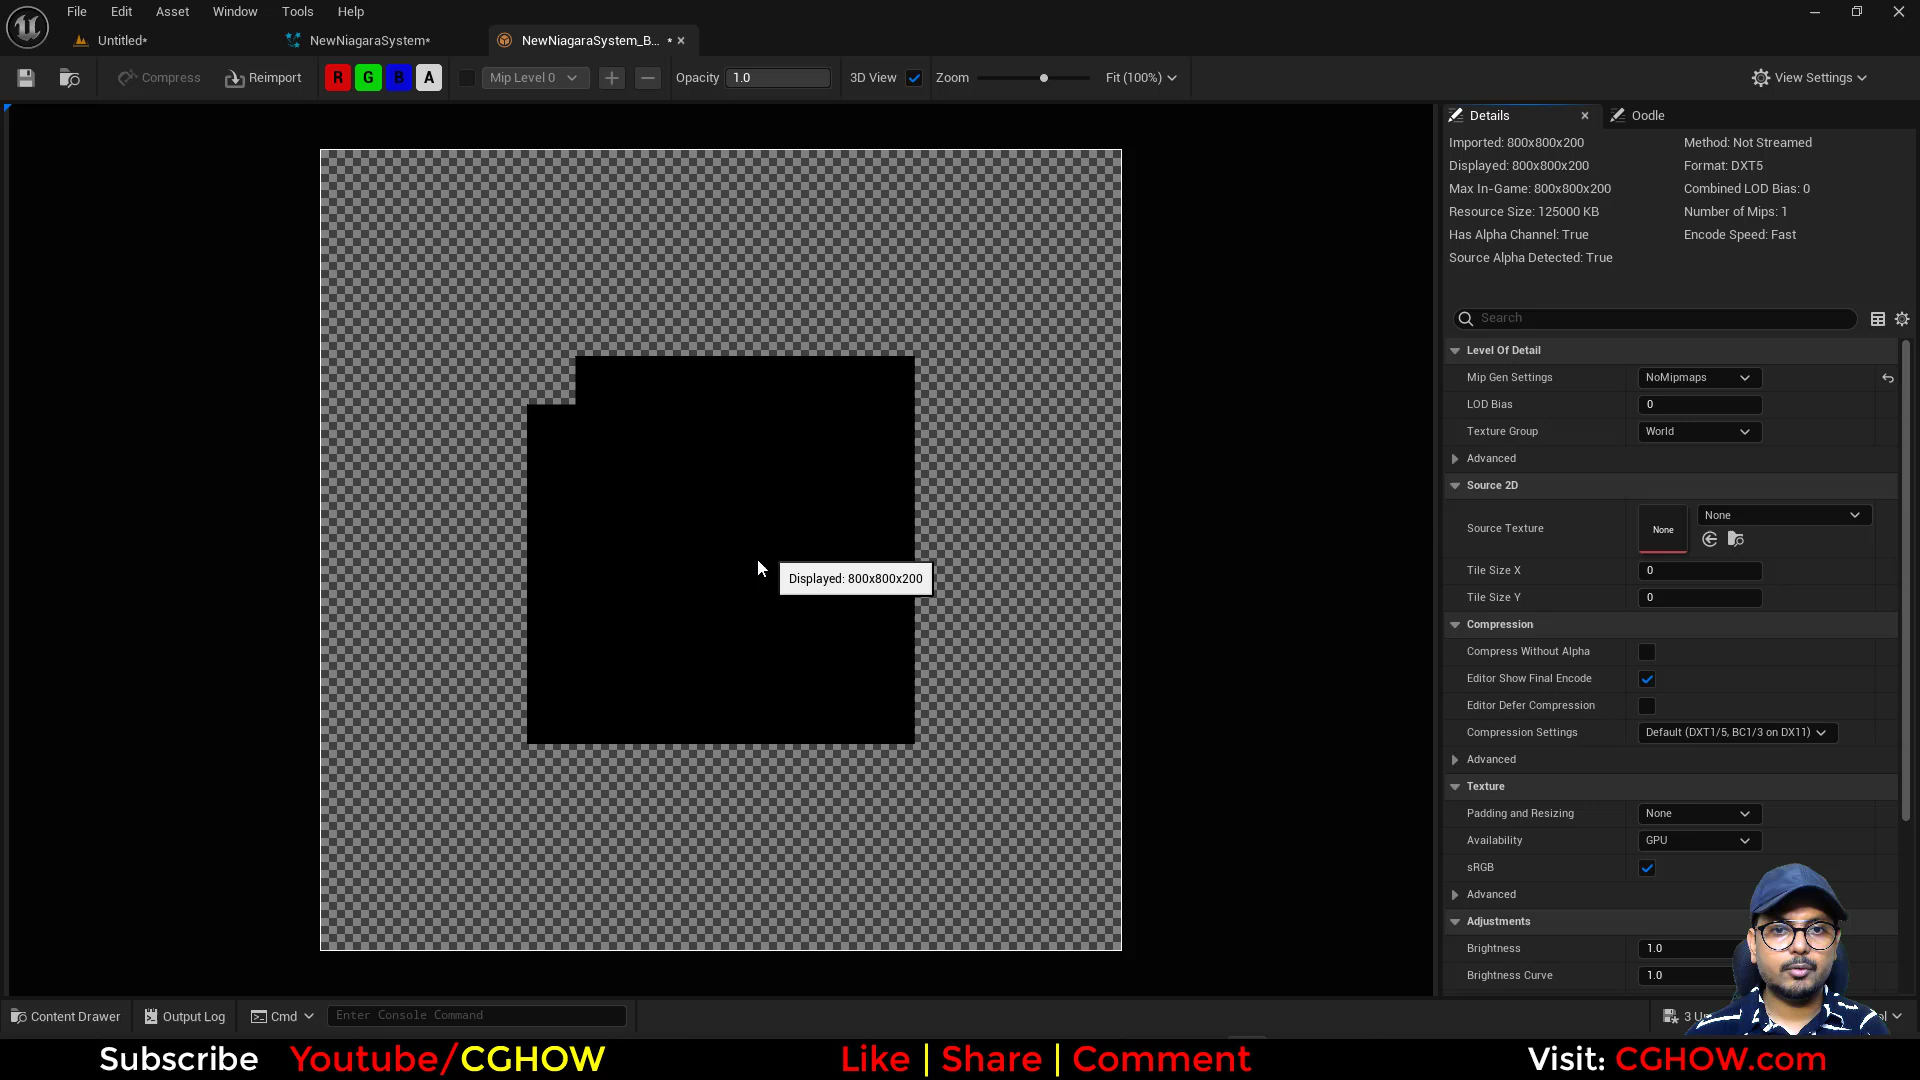 File Edit Asset Window Tools Help
Untitled* NewNiagaraSystem* NewNiagaraSystem_B... *
Compress Reimport R G B A Mip Level 0 Opacity 1.0 3D View Zoom Fit (100%) View Settings
Details Oodle
Imported: 800x800x200 Method: Not Streamed
Displayed: 800x800x200 Format: DXT5
Max In-Game: 800x800x200 Combined LOD Bias: 0
Resource Size: 125000 KB Number of Mips: 1
Has Alpha Channel: True Encode Speed: Fast
Source Alpha Detected: True
Search
Level Of Detail
Mip Gen Settings NoMipmaps
LOD Bias 0
Texture Group World
Advanced
Source 2D
Source Texture None None
Tile Size X 0
Tile Size Y 0
Displayed: 800x800x200
Compression
Compress Without Alpha
Editor Show Final Encode
Editor Defer Compression
Compression Settings Default (DXT1/5, BC1/3 on DX11)
Advanced
Texture
Padding and Resizing None
Availability GPU
sRGB
Advanced
Adjustments
Brightness 1.0
Brightness Curve 1.0
Content Drawer Output Log Cmd Enter Console Command 3
Subscribe Youtube/CGHOW Like | Share | Comment Visit: CGHOW.com